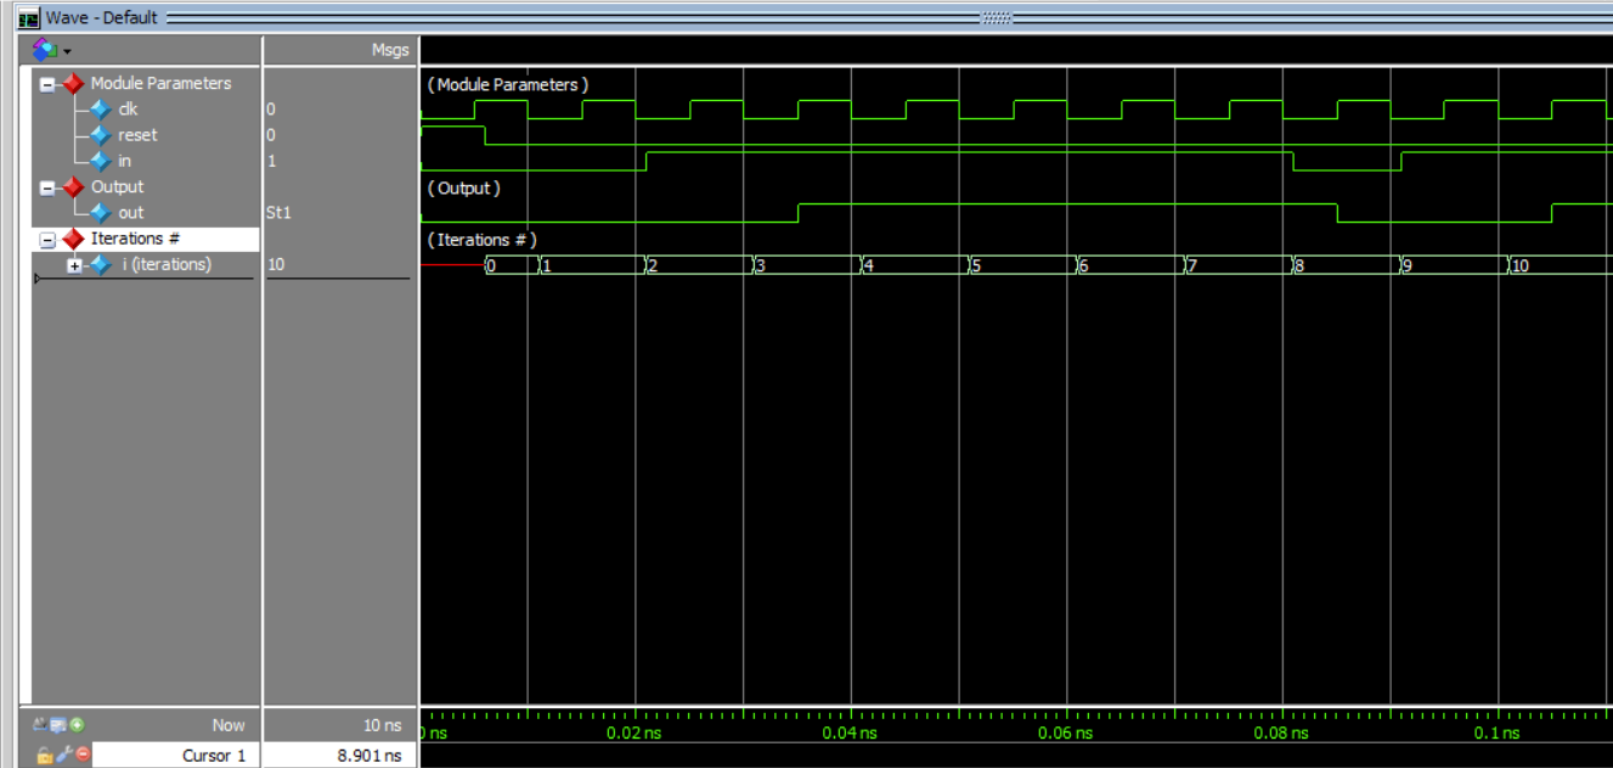 Wave - Default
Msgs
Module Parameters
( Module Parameters )
clk 0
reset 0
in 1
Output
( Output )
out St1
Iterations #
( Iterations # )
i (iterations) 10
0 1 2 3 4 5 6 7 8 9 10
Now 10 ns
0.02 ns 0.04 ns 0.06 ns 0.08 ns 0.1 ns
Cursor 1 8.901 ns